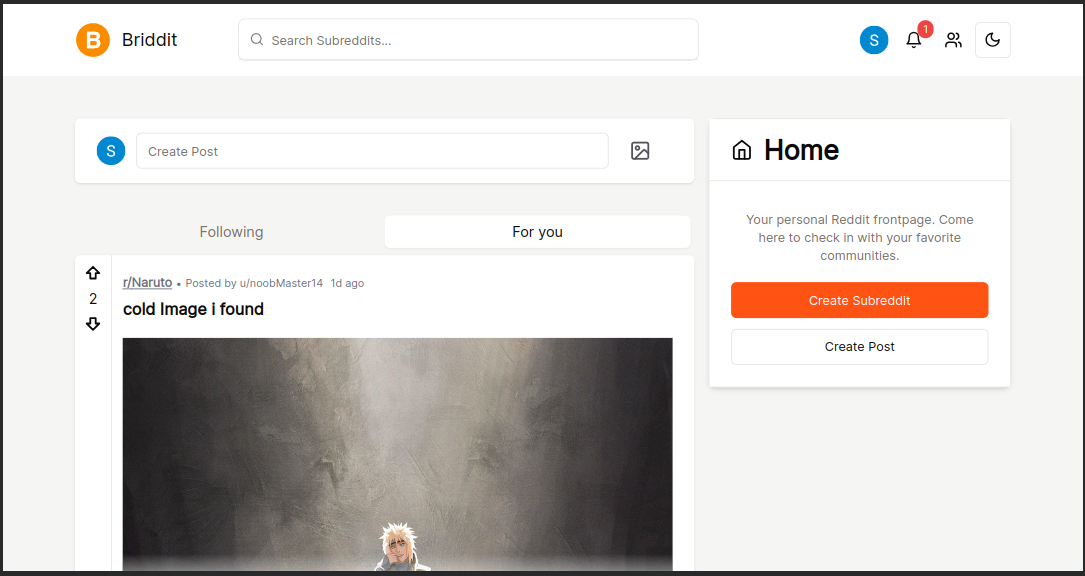 B Briddit
Search Subreddits...
S
1
S
Create Post
Home
Following
For you
Your personal Reddit frontpage. Come
here to check in with your favorite
communities.
Create Subreddit
Create Post
r/Naruto • Posted by u/noobMaster14 1d ago
2
cold Image i found